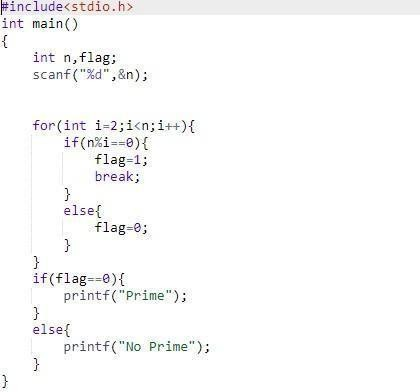 #include<stdio.h>
int main()
{
    int n,flag;
    scanf("%d",&n);


    for(int i=2;i<n;i++){
        if(n%i==0){
            flag=1;
            break;
        }
        else{
            flag=0;
        }
    }
    if(flag==0){
        printf("Prime");
    }
    else{
        printf("No Prime");
    }
}